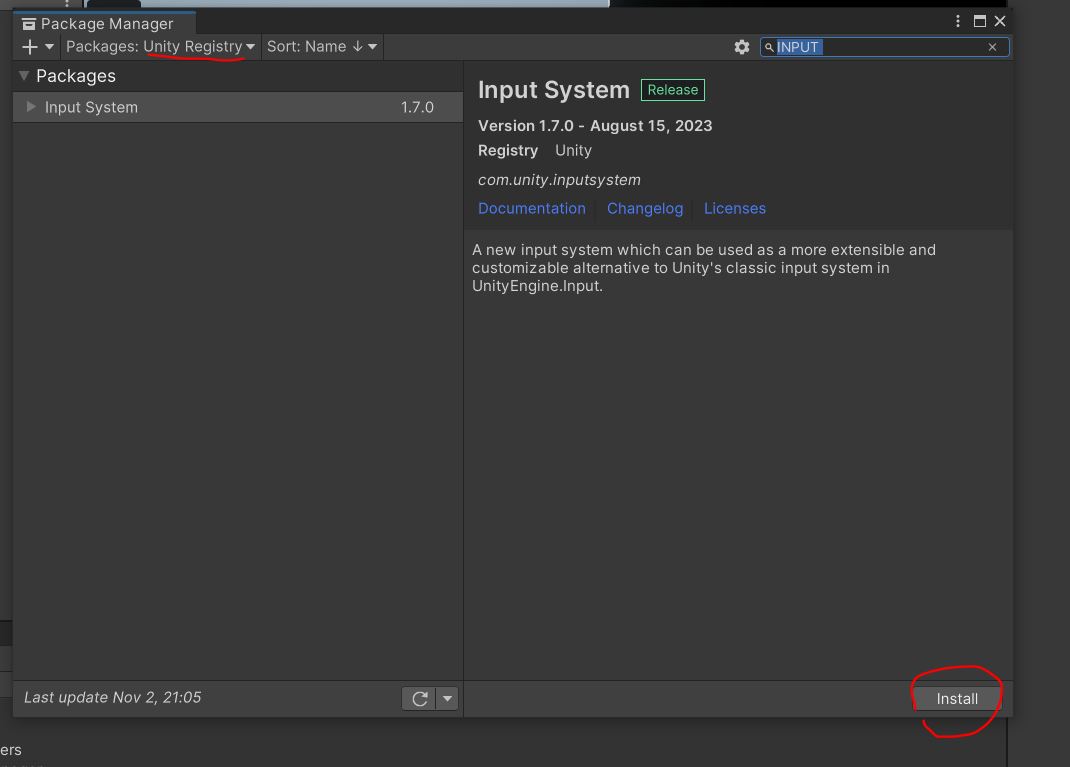 Package Manager
Packages: Unity Registry
Sort: Name ↓
INPUT
Packages
Input System 1.7.0
Input System Release
Version 1.7.0 - August 15, 2023
Registry Unity
com.unity.inputsystem
Documentation Changelog Licenses
A new input system which can be used as a more extensible and
customizable alternative to Unity's classic input system in
UnityEngine.Input.
Last update Nov 2, 21:05
Install
ers